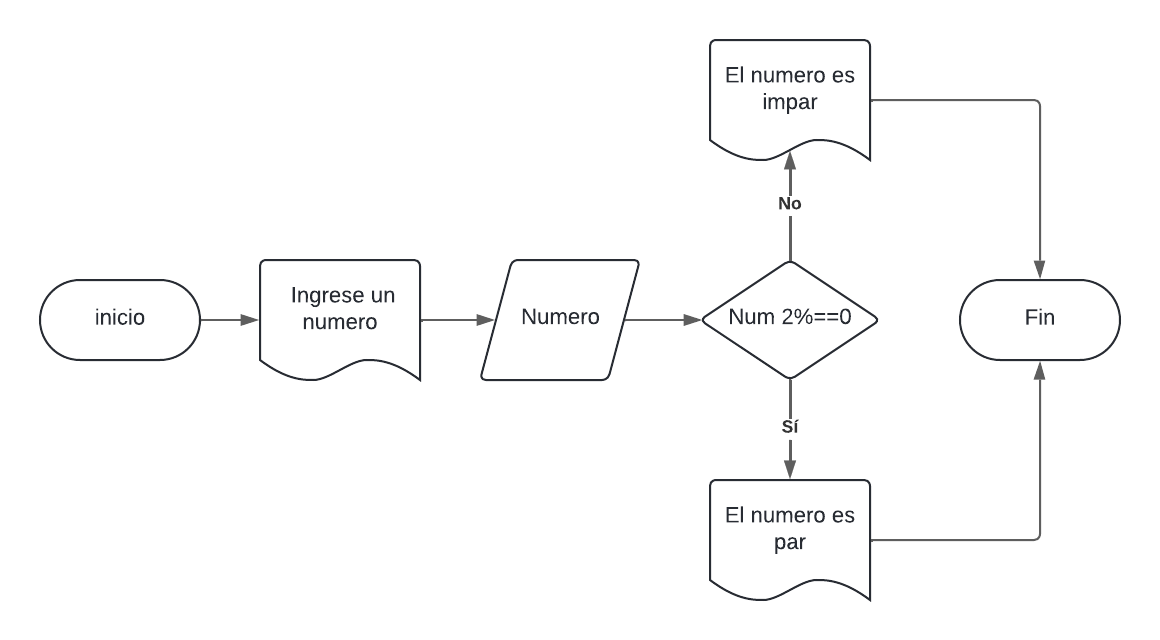 inicio
Ingrese un
numero
Numero
Num 2%==0
No
El numero es
impar
Sí
El numero es
par
Fin